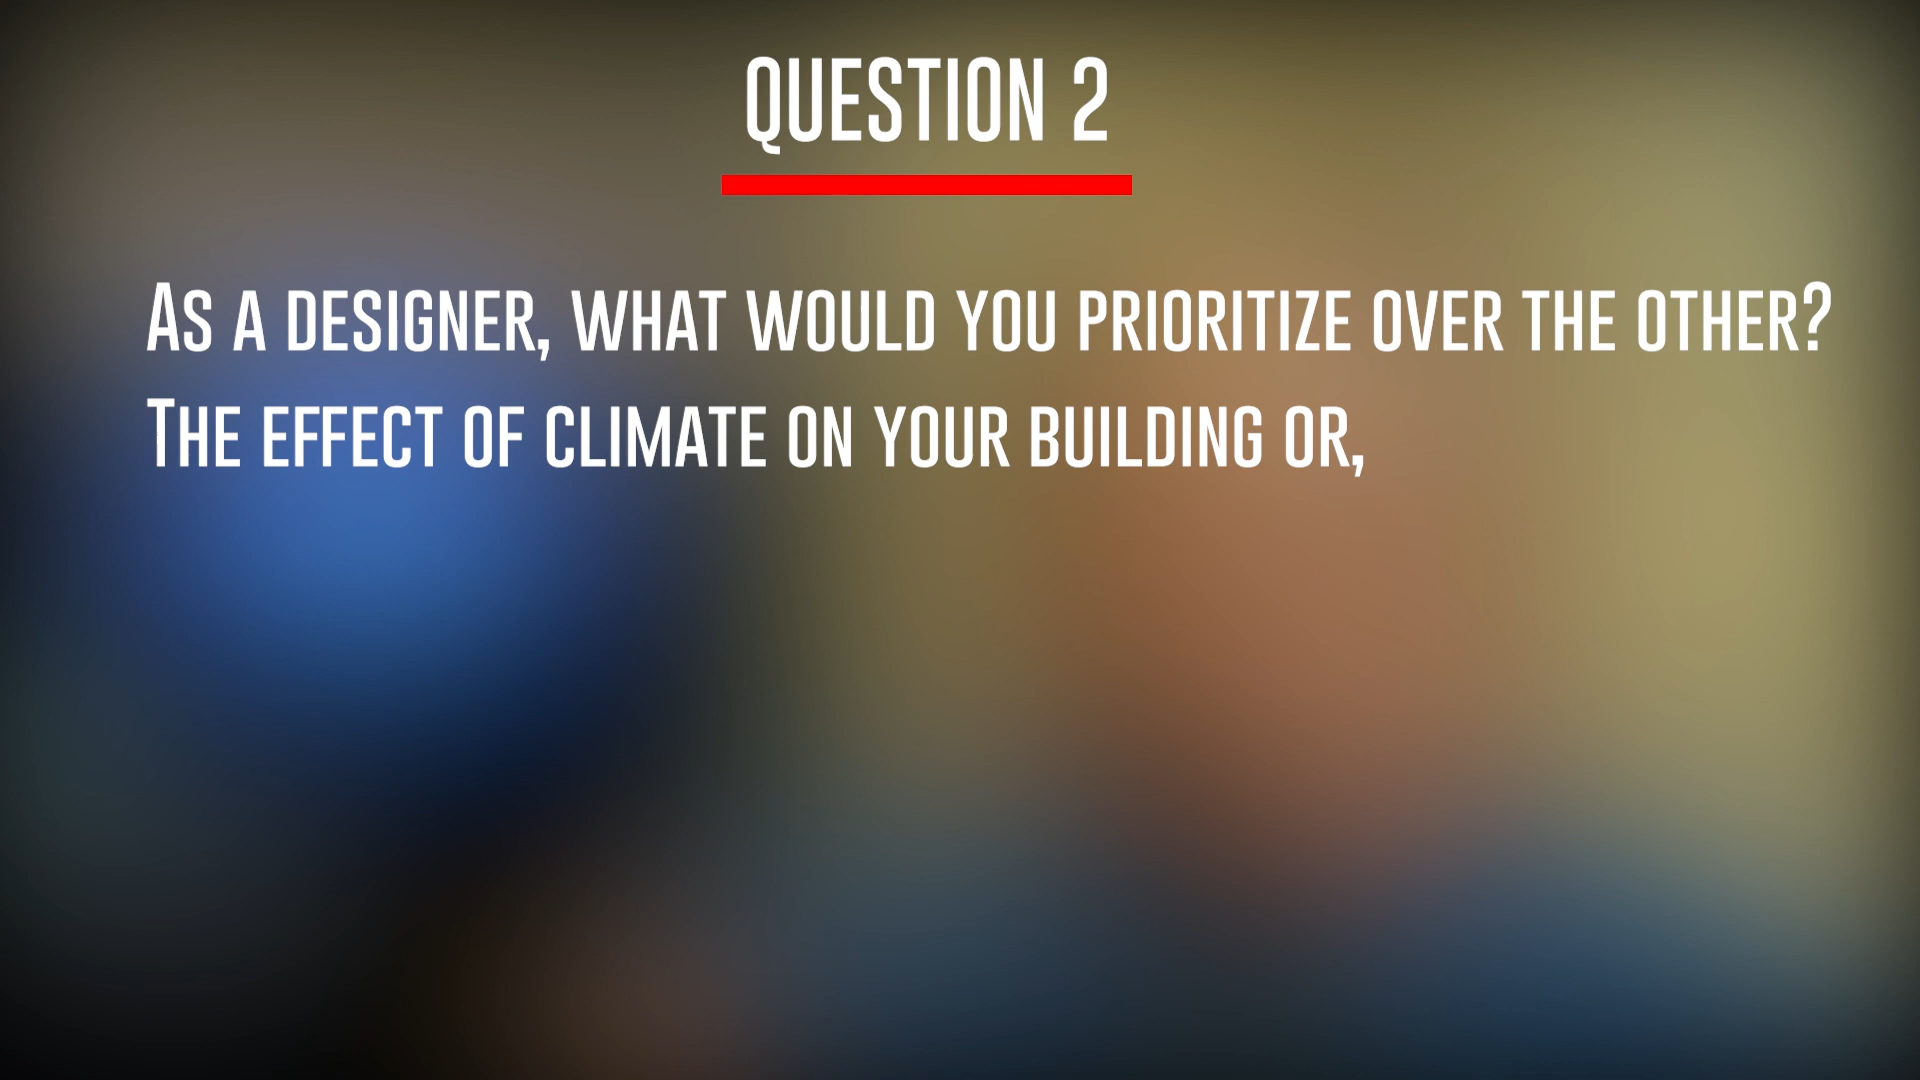 QUESTION 2
As a designer, what would you prioritize over the other?
The effect of climate on your building or,